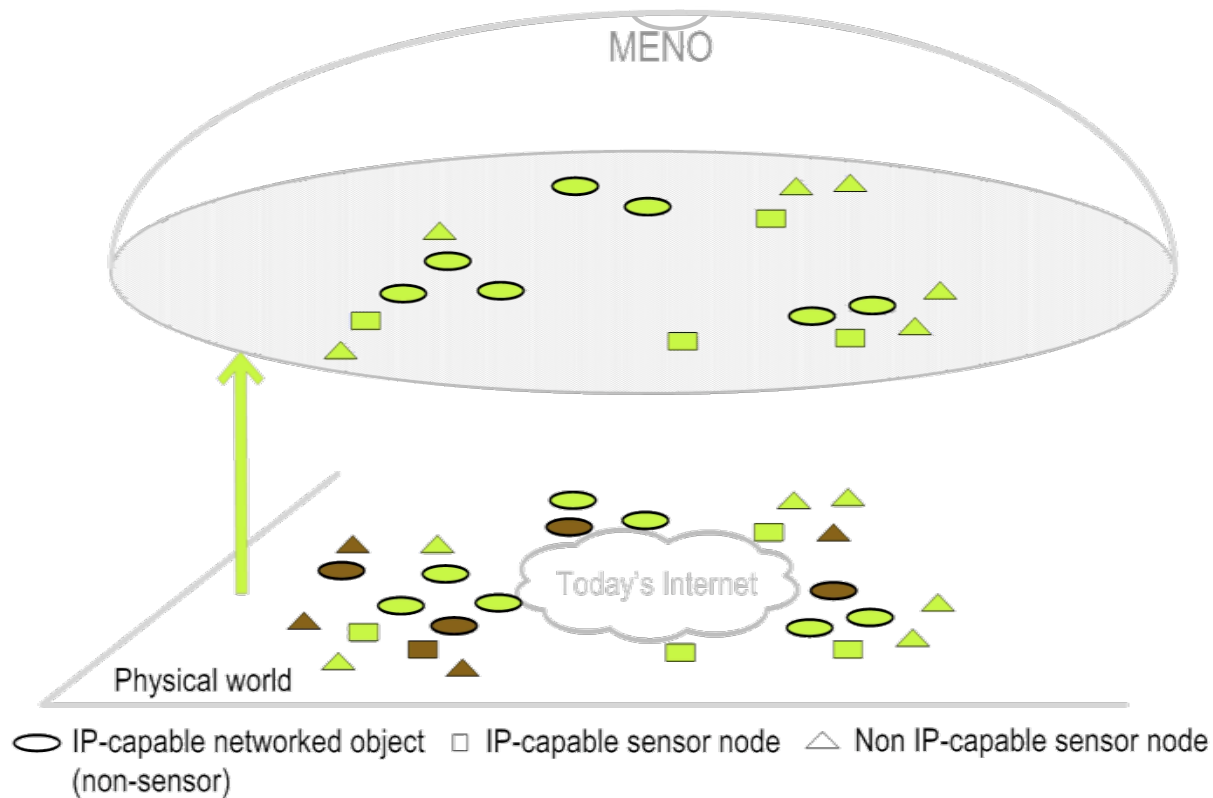 MENO
Today's Internet
Physical world
IP-capable networked object
(non-sensor)
IP-capable sensor node
Non IP-capable sensor node